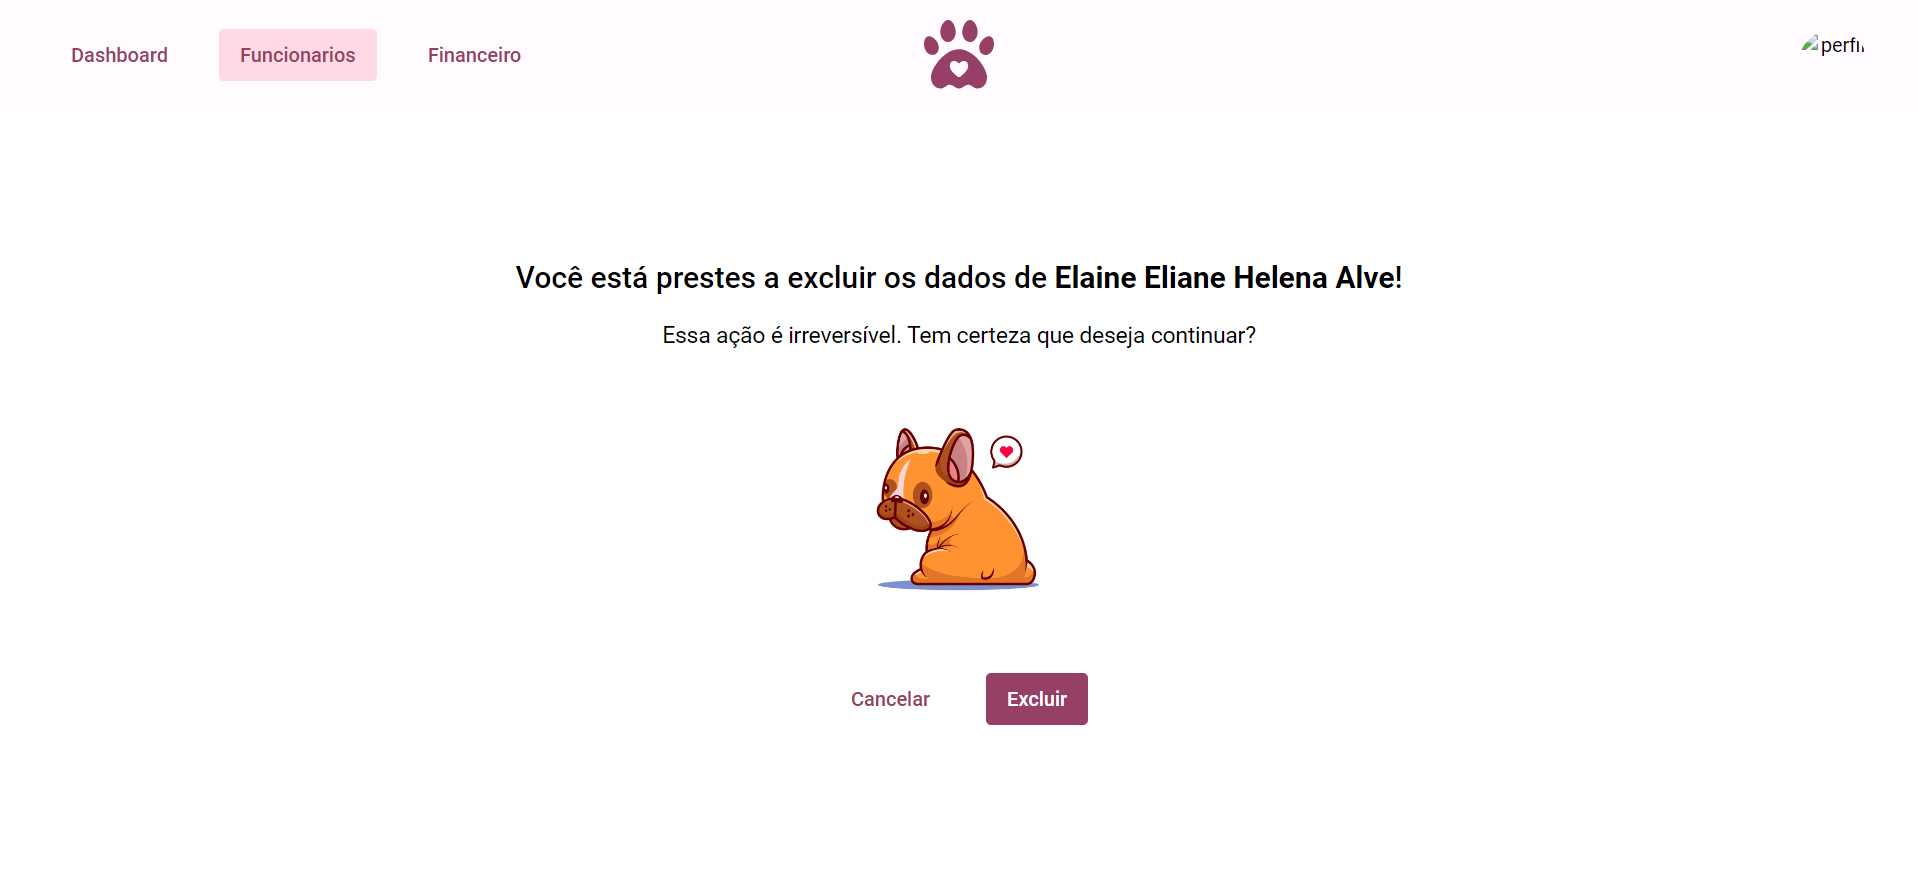 Dashboard
Funcionarios
Financeiro
perfil
Você está prestes a excluir os dados de Elaine Eliane Helena Alve!
Essa ação é irreversível. Tem certeza que deseja continuar?
Cancelar
Excluir